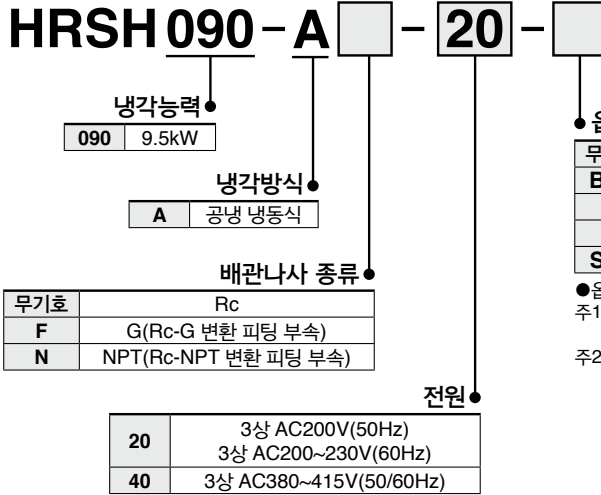 HRSH090-A□-20-□
냉각능력
090 9.5kW
냉각방식
A 공냉 냉동식
배관나사 종류
무기호 Rc
F G(Rc-G 변환 피팅 부속)
N NPT(Rc-NPT 변환 피팅 부속)
전원
20 3상 AC200V(50Hz)
3상 AC200~230V(60Hz)
40 3상 AC380~415V(50/60Hz)
B
S
주1
주2